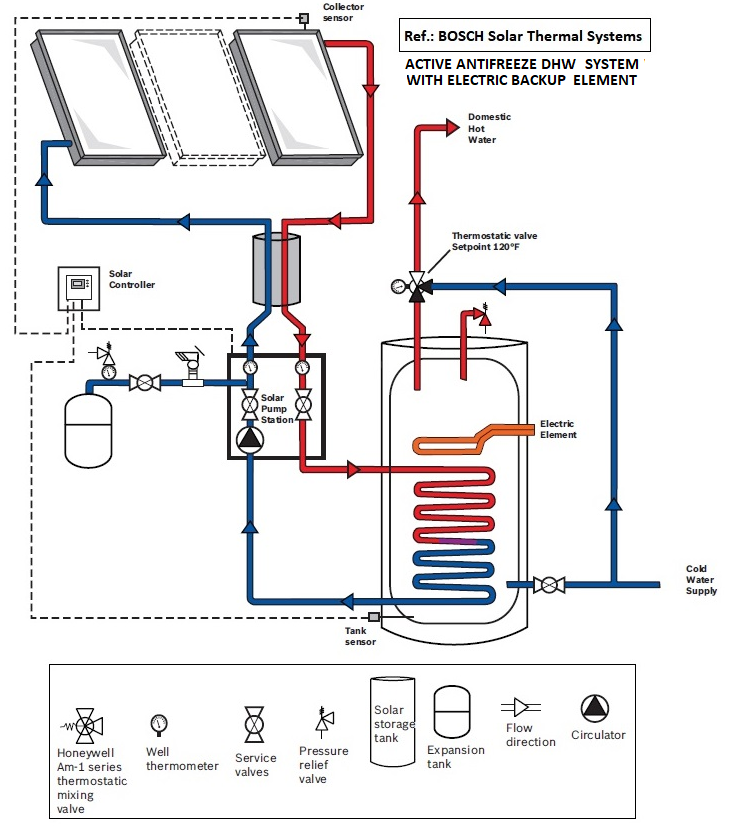 Collector
sensor
Ref.: BOSCH Solar Thermal Systems
ACTIVE ANTIFREEZE DHW SYSTEM
WITH ELECTRIC BACKUP ELEMENT
Domestic
Hot
Water
Thermostatic valve
Setpoint 120°F
Solar
Controller
Solar
Pump
Station
Electric
Element
Cold
Water
Supply
Tank
sensor
Honeywell
Am-1 series
thermostatic
mixing
valve
Well
thermometer
Service
valves
Pressure
relief
valve
Solar
storage
tank
Expansion
tank
Flow
direction
Circulator